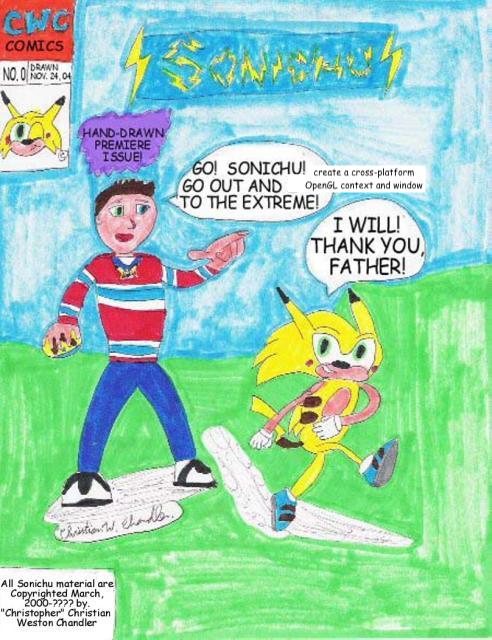 CWC
COMICS
NO. 0 DRAWN
NOV. 24, 04
SONICHU
HAND-DRAWN
PREMIERE
ISSUE!
GO! SONICHU!
GO OUT AND create a cross-platform
OpenGL context and window
TO THE EXTREME!
I WILL!
THANK YOU,
FATHER!
Christian W. Chandler
All Sonichu material are
Copyrighted March,
2000-???? by.
"Christopher" Christian
Weston Chandler